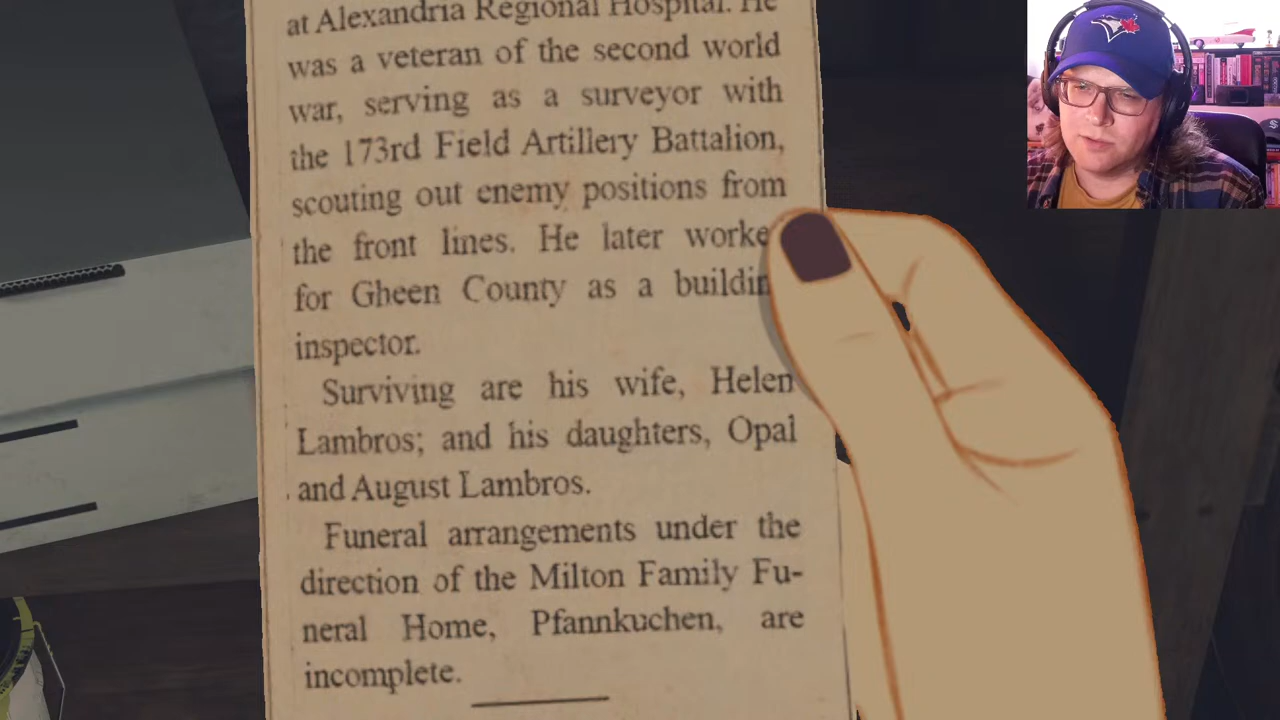 at Alexandria Regional Hospital. He
was a veteran of the second world
war, serving as a surveyor with
the 173rd Field Artillery Battalion,
scouting out enemy positions from
the front lines. He later worke
for Gheen County as a buildin
inspector.
Surviving are his wife, Helen
Lambros; and his daughters, Opal
and August Lambros.
Funeral arrangements under the
direction of the Milton Family Fu-
neral Home, Pfannkuchen, are
incomplete.